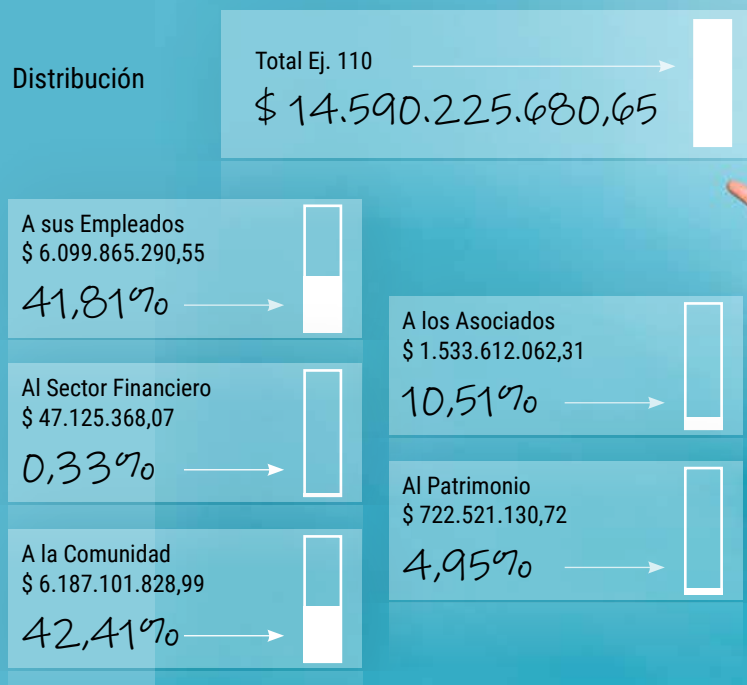 Distribución
Total Ej. 110
$ 14.590.225.680,65
A sus Empleados
$ 6.099.865.290,55
41,81%
Al Sector Financiero
$ 47.125.368,07
0,33%
A la Comunidad
$ 6.187.101.828,99
42,41%
A los Asociados
$ 1.533.612.062,31
10,51%
Al Patrimonio
$ 722.521.130,72
4,95%